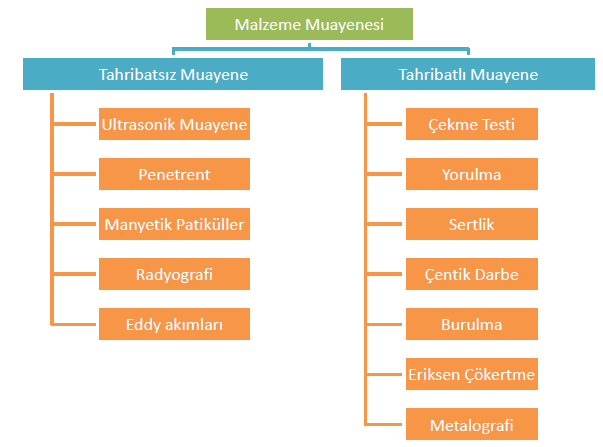 Malzeme Muayenesi
Tahribatsız Muayene
Ultrasonik Muayene
Penetrent
Manyetik Patiküller
Radyografi
Eddy akımları
Tahribatlı Muayene
Çekme Testi
Yorulma
Sertlik
Çentik Darbe
Burulma
Eriksen Çökertme
Metalografi